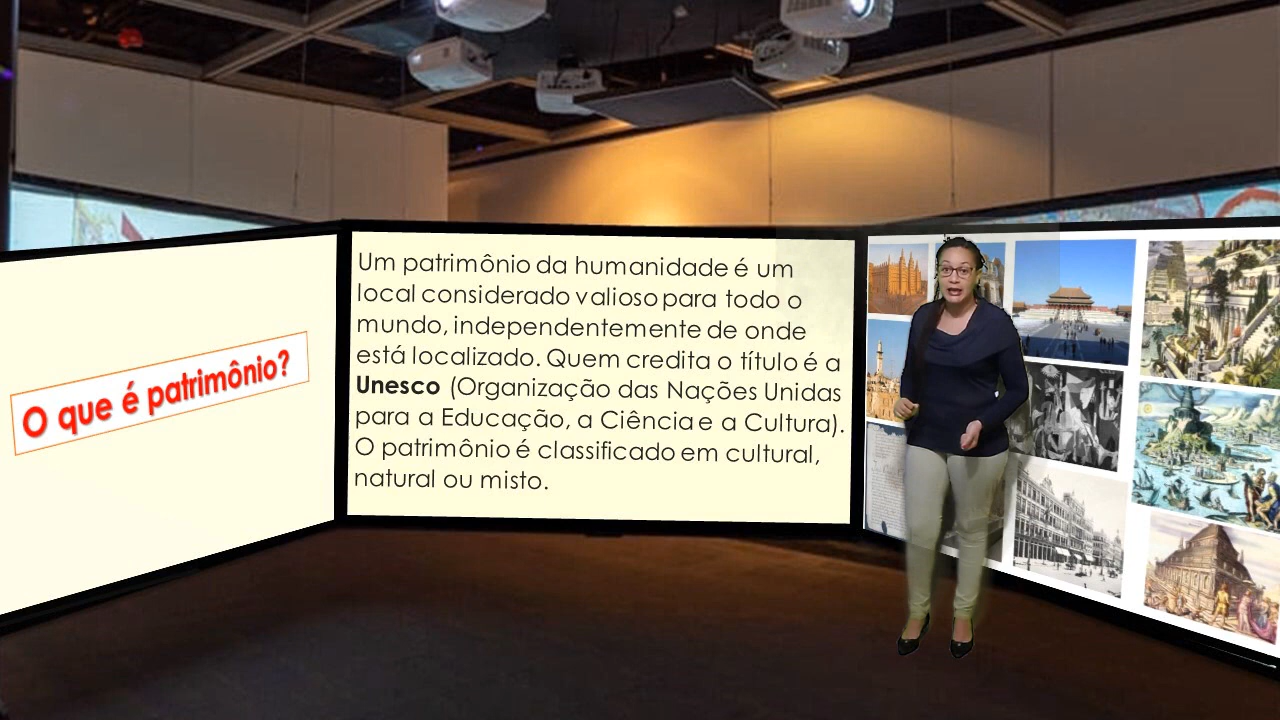 O que é patrimônio?
Um patrimônio da humanidade é um
local considerado valioso para todo o
mundo, independentemente de onde
está localizado. Quem credita o título é a
Unesco (Organização das Nações Unidas
para a Educação, a Ciência e a Cultura).
O patrimônio é classificado em cultural,
natural ou misto.